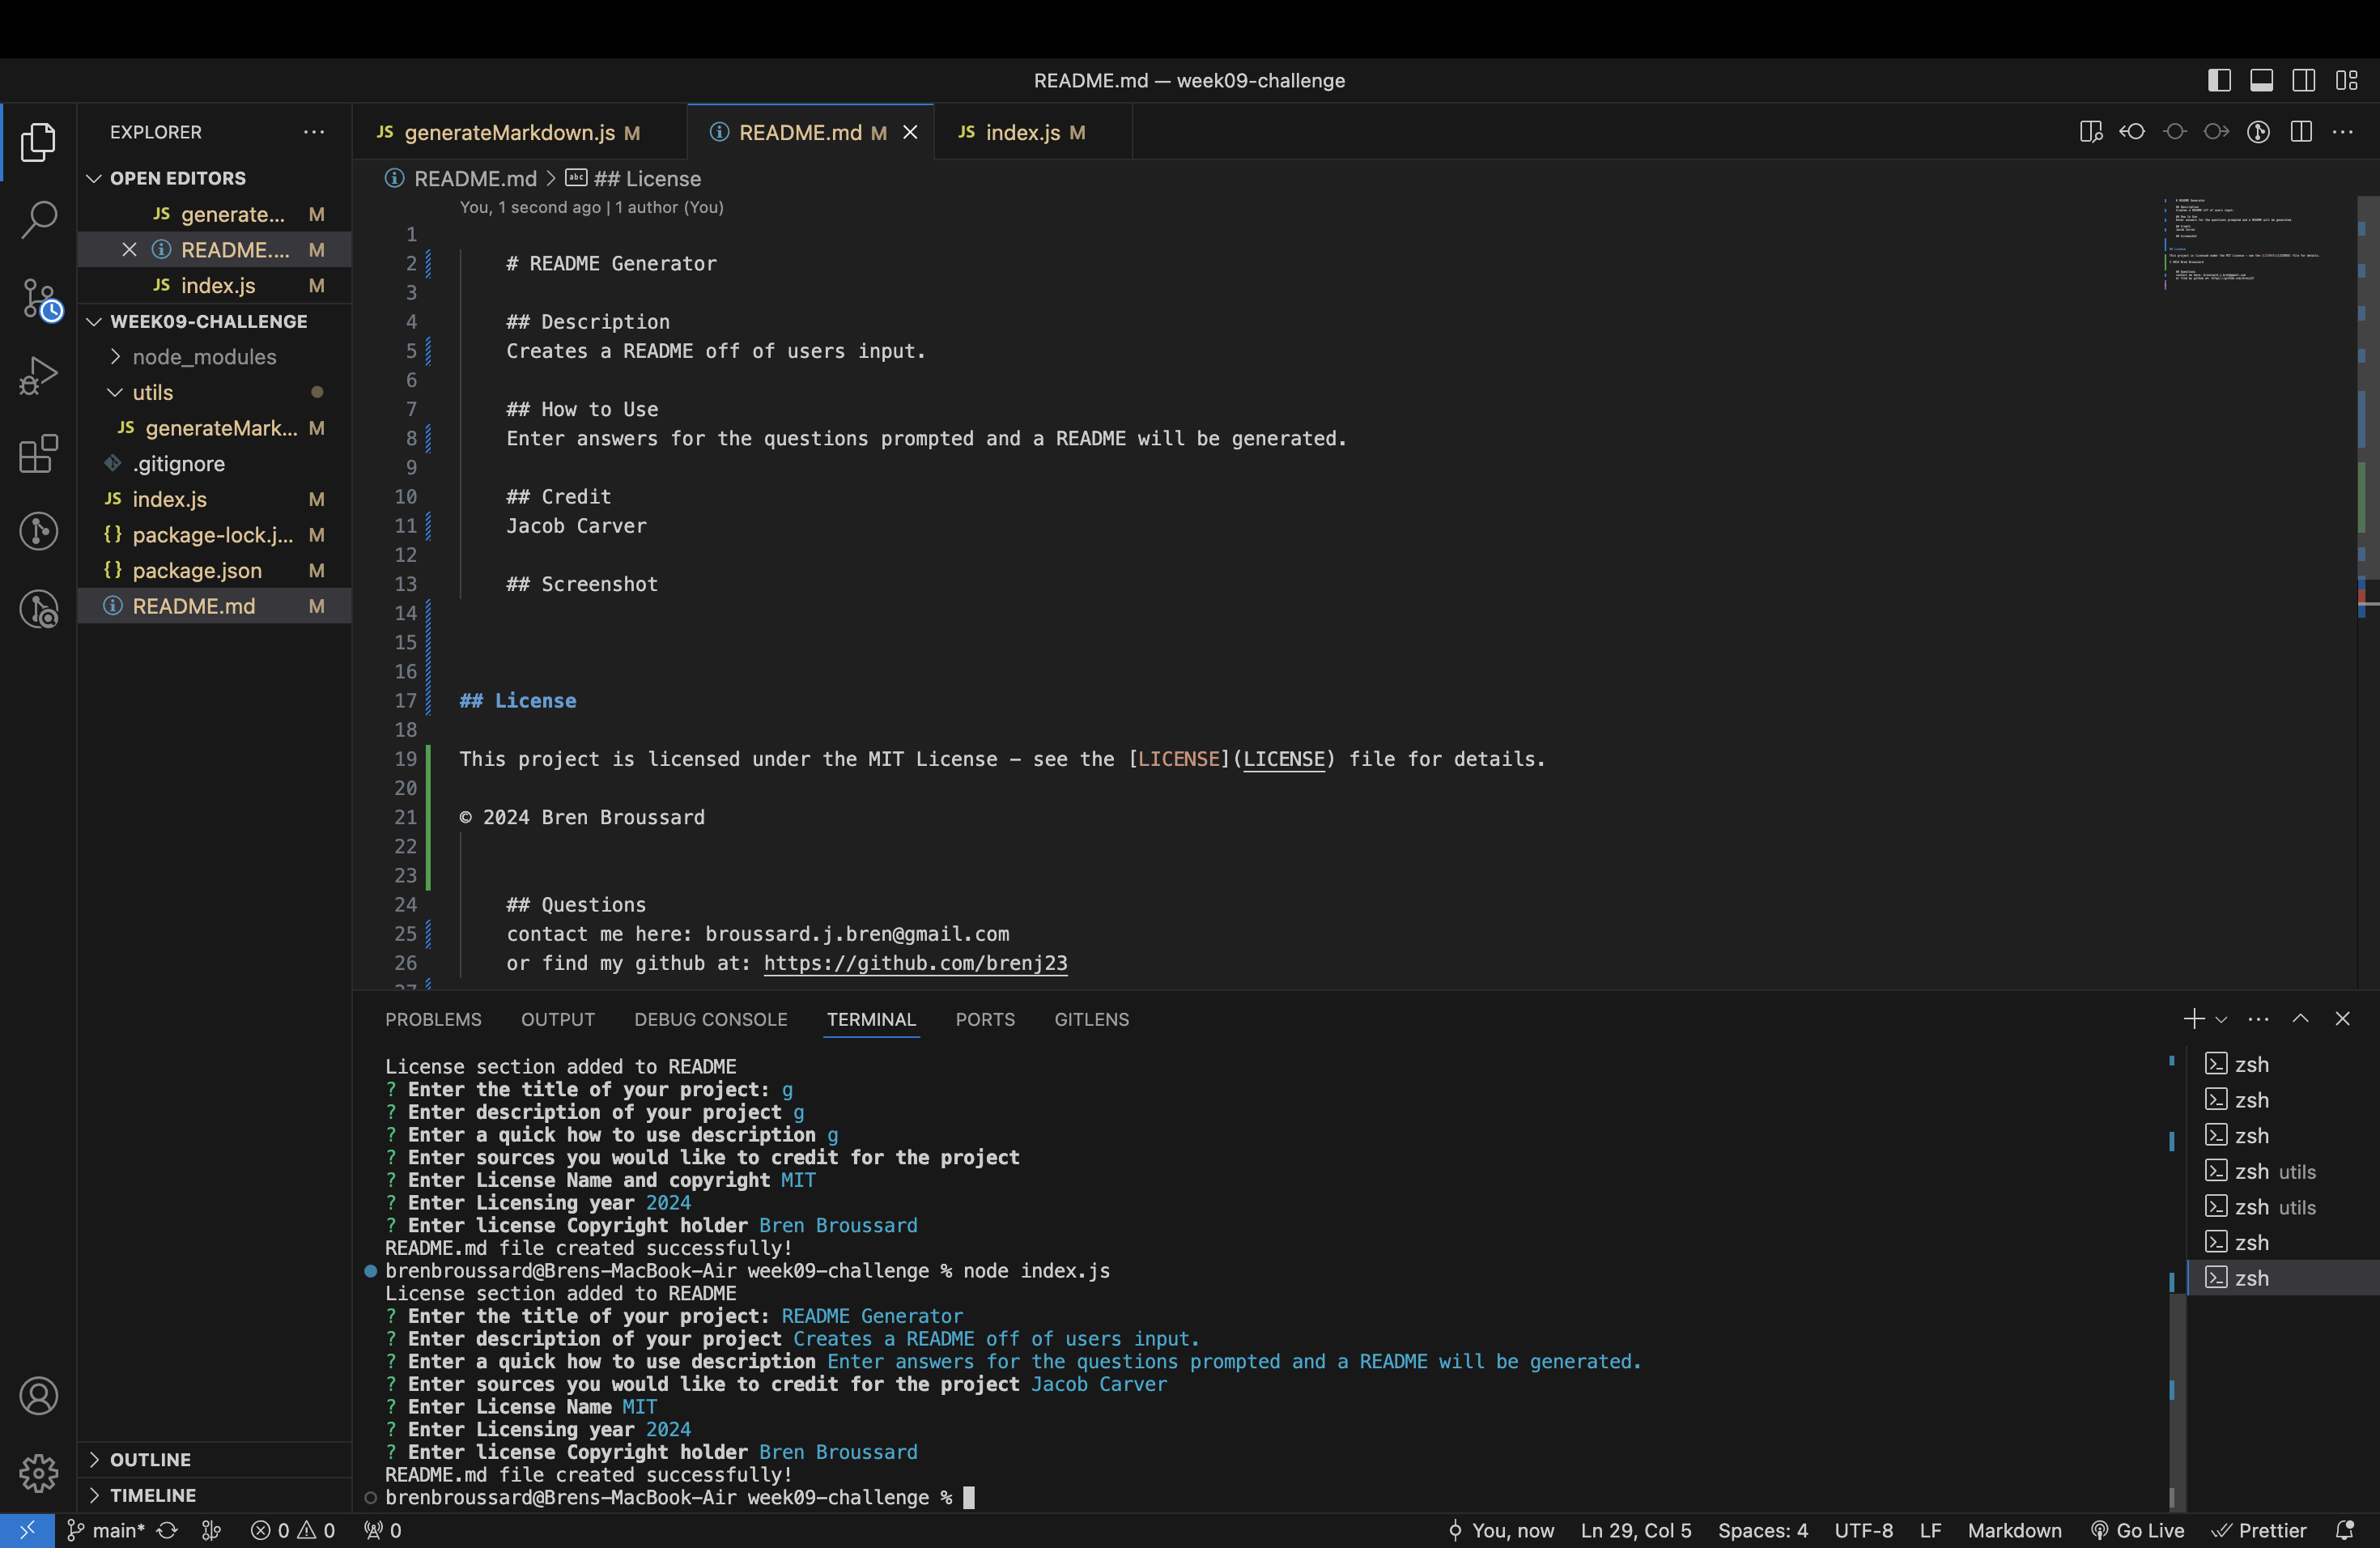 README.md — week09-challenge
EXPLORER
OPEN EDITORS
JS generate... M
README.... M
JS index.js M
WEEK09-CHALLENGE
node_modules
utils
JS generateMark... M
.gitignore
JS index.js M
{} package-lock.j... M
{} package.json M
README.md M
OUTLINE
TIMELINE
JS generateMarkdown.js M
README.md M
JS index.js M
README.md > abc ## License
You, 1 second ago | 1 author (You)
1
2 # README Generator
3
4 ## Description
5 Creates a README off of users input.
6
7 ## How to Use
8 Enter answers for the questions prompted and a README will be generated.
9
10 ## Credit
11 Jacob Carver
12
13 ## Screenshot
14
15
16
17 ## License
18
19 This project is licensed under the MIT License – see the [LICENSE](LICENSE) file for details.
20
21 © 2024 Bren Broussard
22
23
24 ## Questions
25 contact me here: broussard.j.bren@gmail.com
26 or find my github at: https://github.com/brenj23
27
PROBLEMS OUTPUT DEBUG CONSOLE TERMINAL PORTS GITLENS
License section added to README
? Enter the title of your project: g
? Enter description of your project g
? Enter a quick how to use description g
? Enter sources you would like to credit for the project
? Enter License Name and copyright MIT
? Enter Licensing year 2024
? Enter license Copyright holder Bren Broussard
README.md file created successfully!
brenbroussard@Brens-MacBook-Air week09-challenge % node index.js
License section added to README
? Enter the title of your project: README Generator
? Enter description of your project Creates a README off of users input.
? Enter a quick how to use description Enter answers for the questions prompted and a README will be generated.
? Enter sources you would like to credit for the project Jacob Carver
? Enter License Name MIT
? Enter Licensing year 2024
? Enter license Copyright holder Bren Broussard
README.md file created successfully!
brenbroussard@Brens-MacBook-Air week09-challenge %
zsh
zsh
zsh
zsh utils
zsh utils
zsh
zsh
main* 0 0 0 You, now Ln 29, Col 5 Spaces: 4 UTF-8 LF Markdown Go Live Prettier